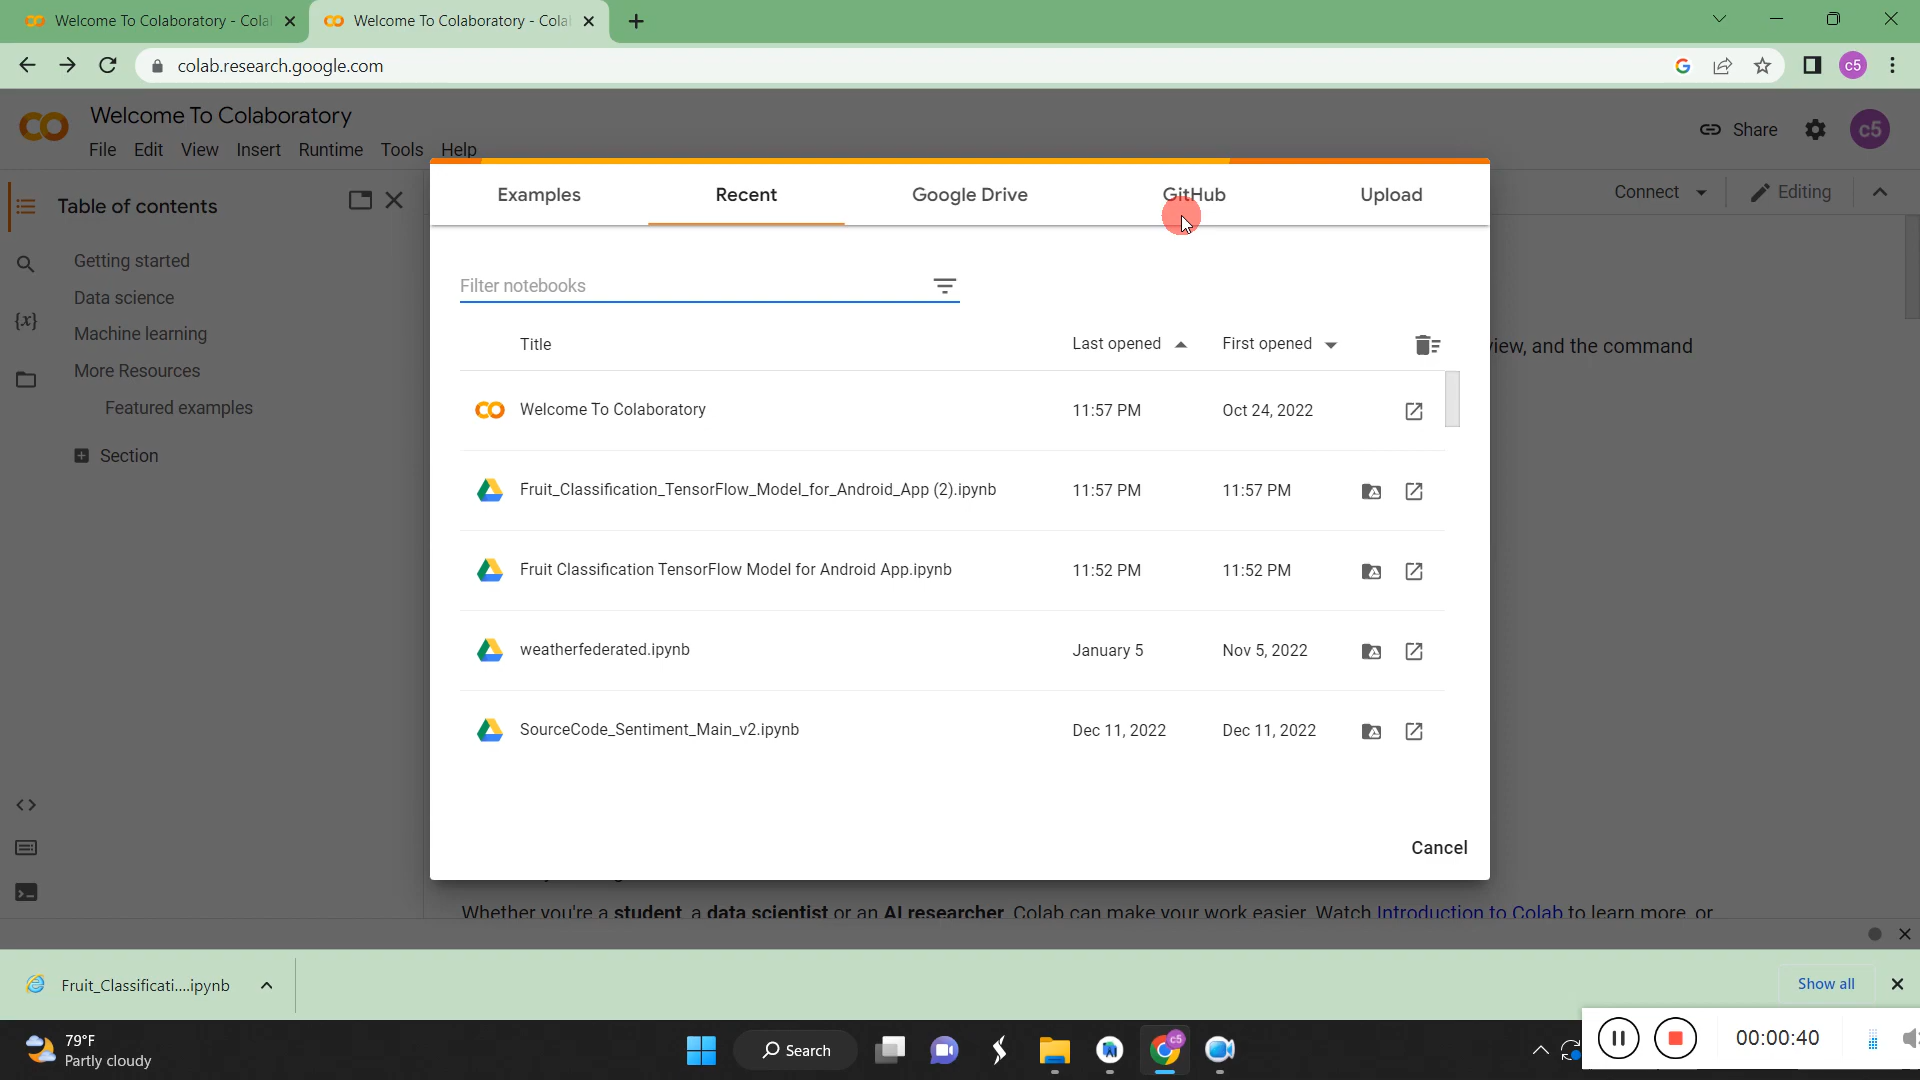 Welcome To Colaboratory - Cola
Welcome To Colaboratory - Cola
colab.research.google.com
c5
Welcome To Colaboratory
File Edit View Insert Runtime Tools Help
Share
c5
Examples
Recent
Google Drive
GitHub
Upload
Connect
Editing
Table of contents
Getting started
Data science
Machine learning
More Resources
Featured examples
Section
Filter notebooks
Title
Last opened
First opened
view, and the command
Welcome To Colaboratory
11:57 PM
Oct 24, 2022
Fruit_Classification_TensorFlow_Model_for_Android_App (2).ipynb
11:57 PM
11:57 PM
Fruit Classification TensorFlow Model for Android App.ipynb
11:52 PM
11:52 PM
weatherfederated.ipynb
January 5
Nov 5, 2022
SourceCode_Sentiment_Main_v2.ipynb
Dec 11, 2022
Dec 11, 2022
Cancel
Whether you're a student, a data scientist or an AI researcher, Colab can make your work easier. Watch Introduction to Colab to learn more, or
Fruit_Classificati....ipynb
Show all
79°F
Partly cloudy
Search
c5
00:00:40